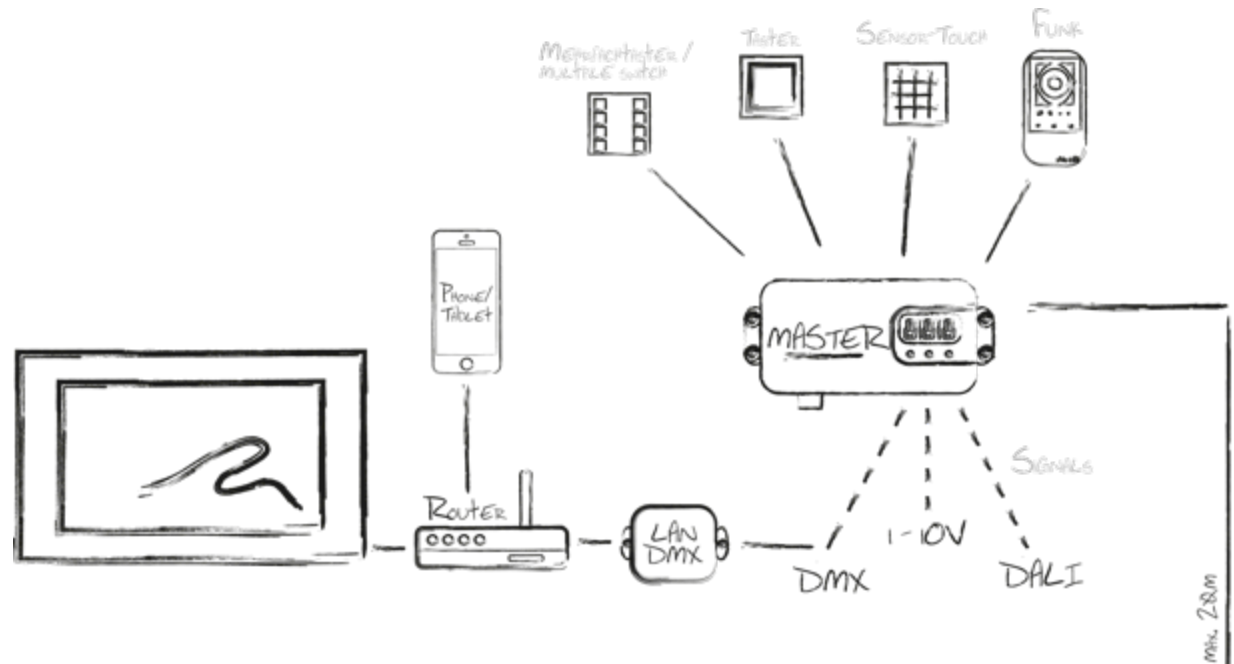 FUNK
TASTER
SENSOR-TOUCH
MEHRFACHTASTER /
MULTIPLE SWITCH
PHONE/
TABLET
MASTER
SIGNALS
ROUTER
LAN
DMX
1-10V
DMX
DALI
MAX.